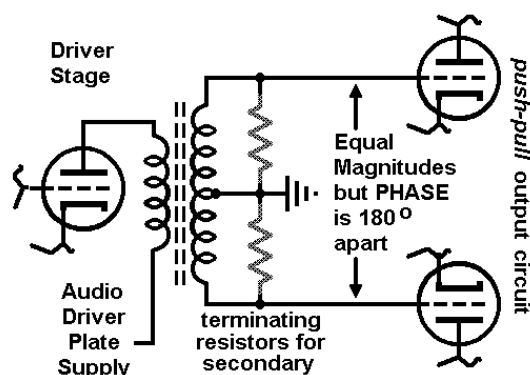 Driver
Stage
Audio
Driver
Plate
Supply
terminating
resistors for
secondary
Equal
Magnitudes
but PHASE
is 180°
apart
push-pull output circuit